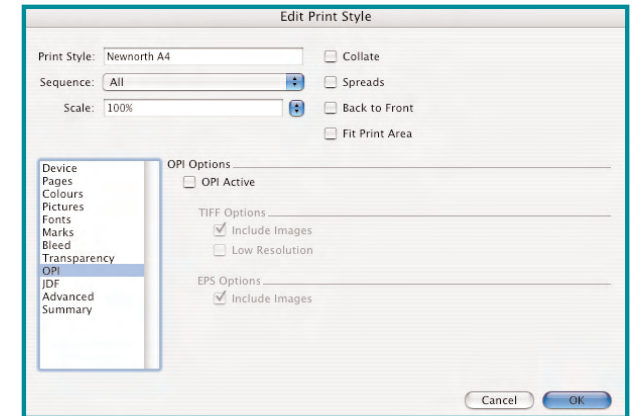 Edit Print Style
Print Style: Newnorth A4
Sequence: All
Scale: 100%
Collate
Spreads
Back to Front
Fit Print Area
Device
Pages
Colours
Pictures
Fonts
Marks
Bleed
Transparency
OPI
JDF
Advanced
Summary
OPI Options
OPI Active
TIFF Options
Include Images
Low Resolution
EPS Options
Include Images
Cancel
OK